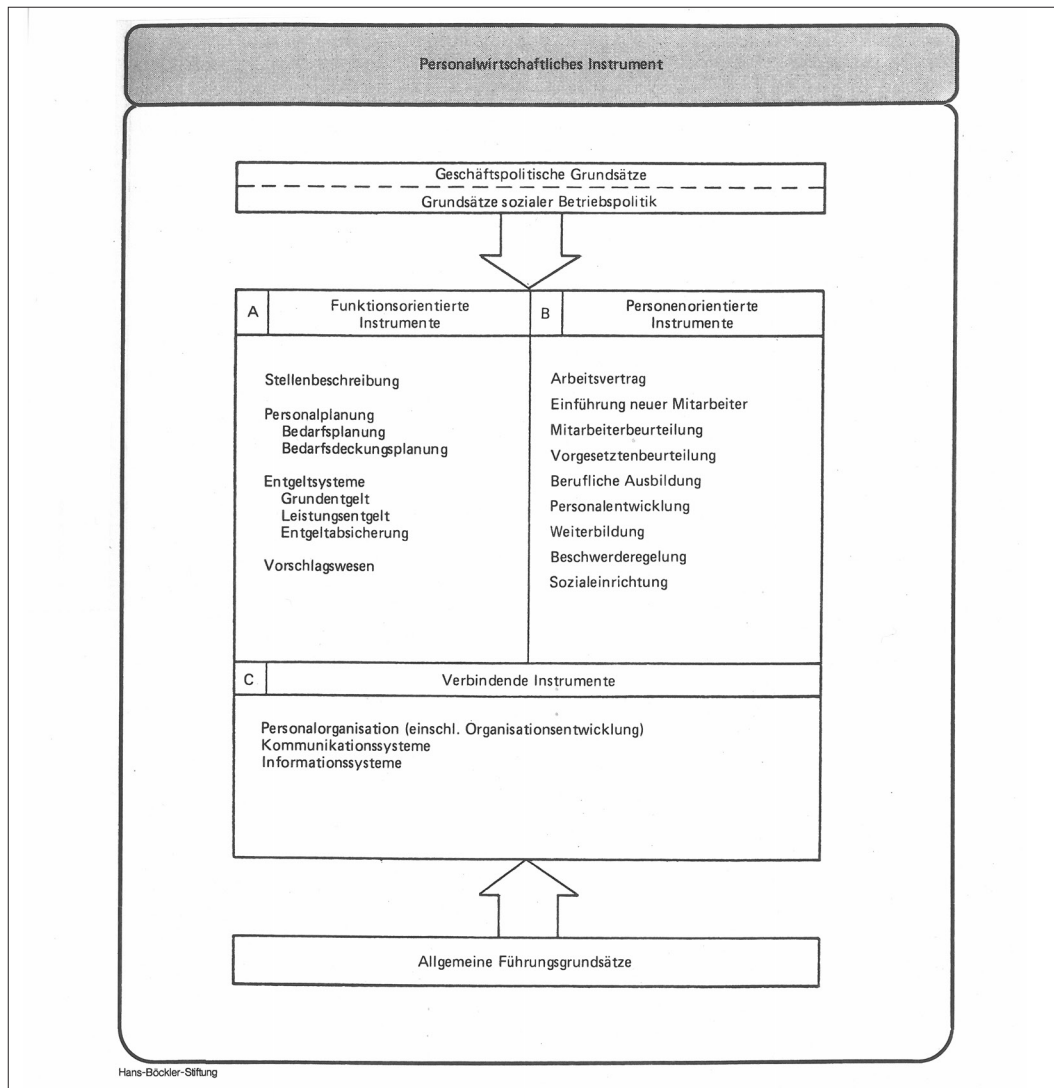 Personalwirtschaftliches Instrument
Geschäftspolitische Grundsätze
Grundsätze sozialer Betriebspolitik
A
Funktionsorientierte
Instrumente
B
Personenorientierte
Instrumente
Stellenbeschreibung
Personalplanung
Bedarfsplanung
Bedarfsdeckungsplanung
Entgeltsysteme
Grundentgelt
Leistungsentgelt
Entgeltabsicherung
Vorschlagswesen
Arbeitsvertrag
Einführung neuer Mitarbeiter
Mitarbeiterbeurteilung
Vorgesetztenbeurteilung
Berufliche Ausbildung
Personalentwicklung
Weiterbildung
Beschwerderegelung
Sozialeinrichtung
C
Verbindende Instrumente
Personalorganisation (einschl. Organisationsentwicklung)
Kommunikationssysteme
Informationssysteme
Allgemeine Führungsgrundsätze
Hans-Böckler-Stiftung